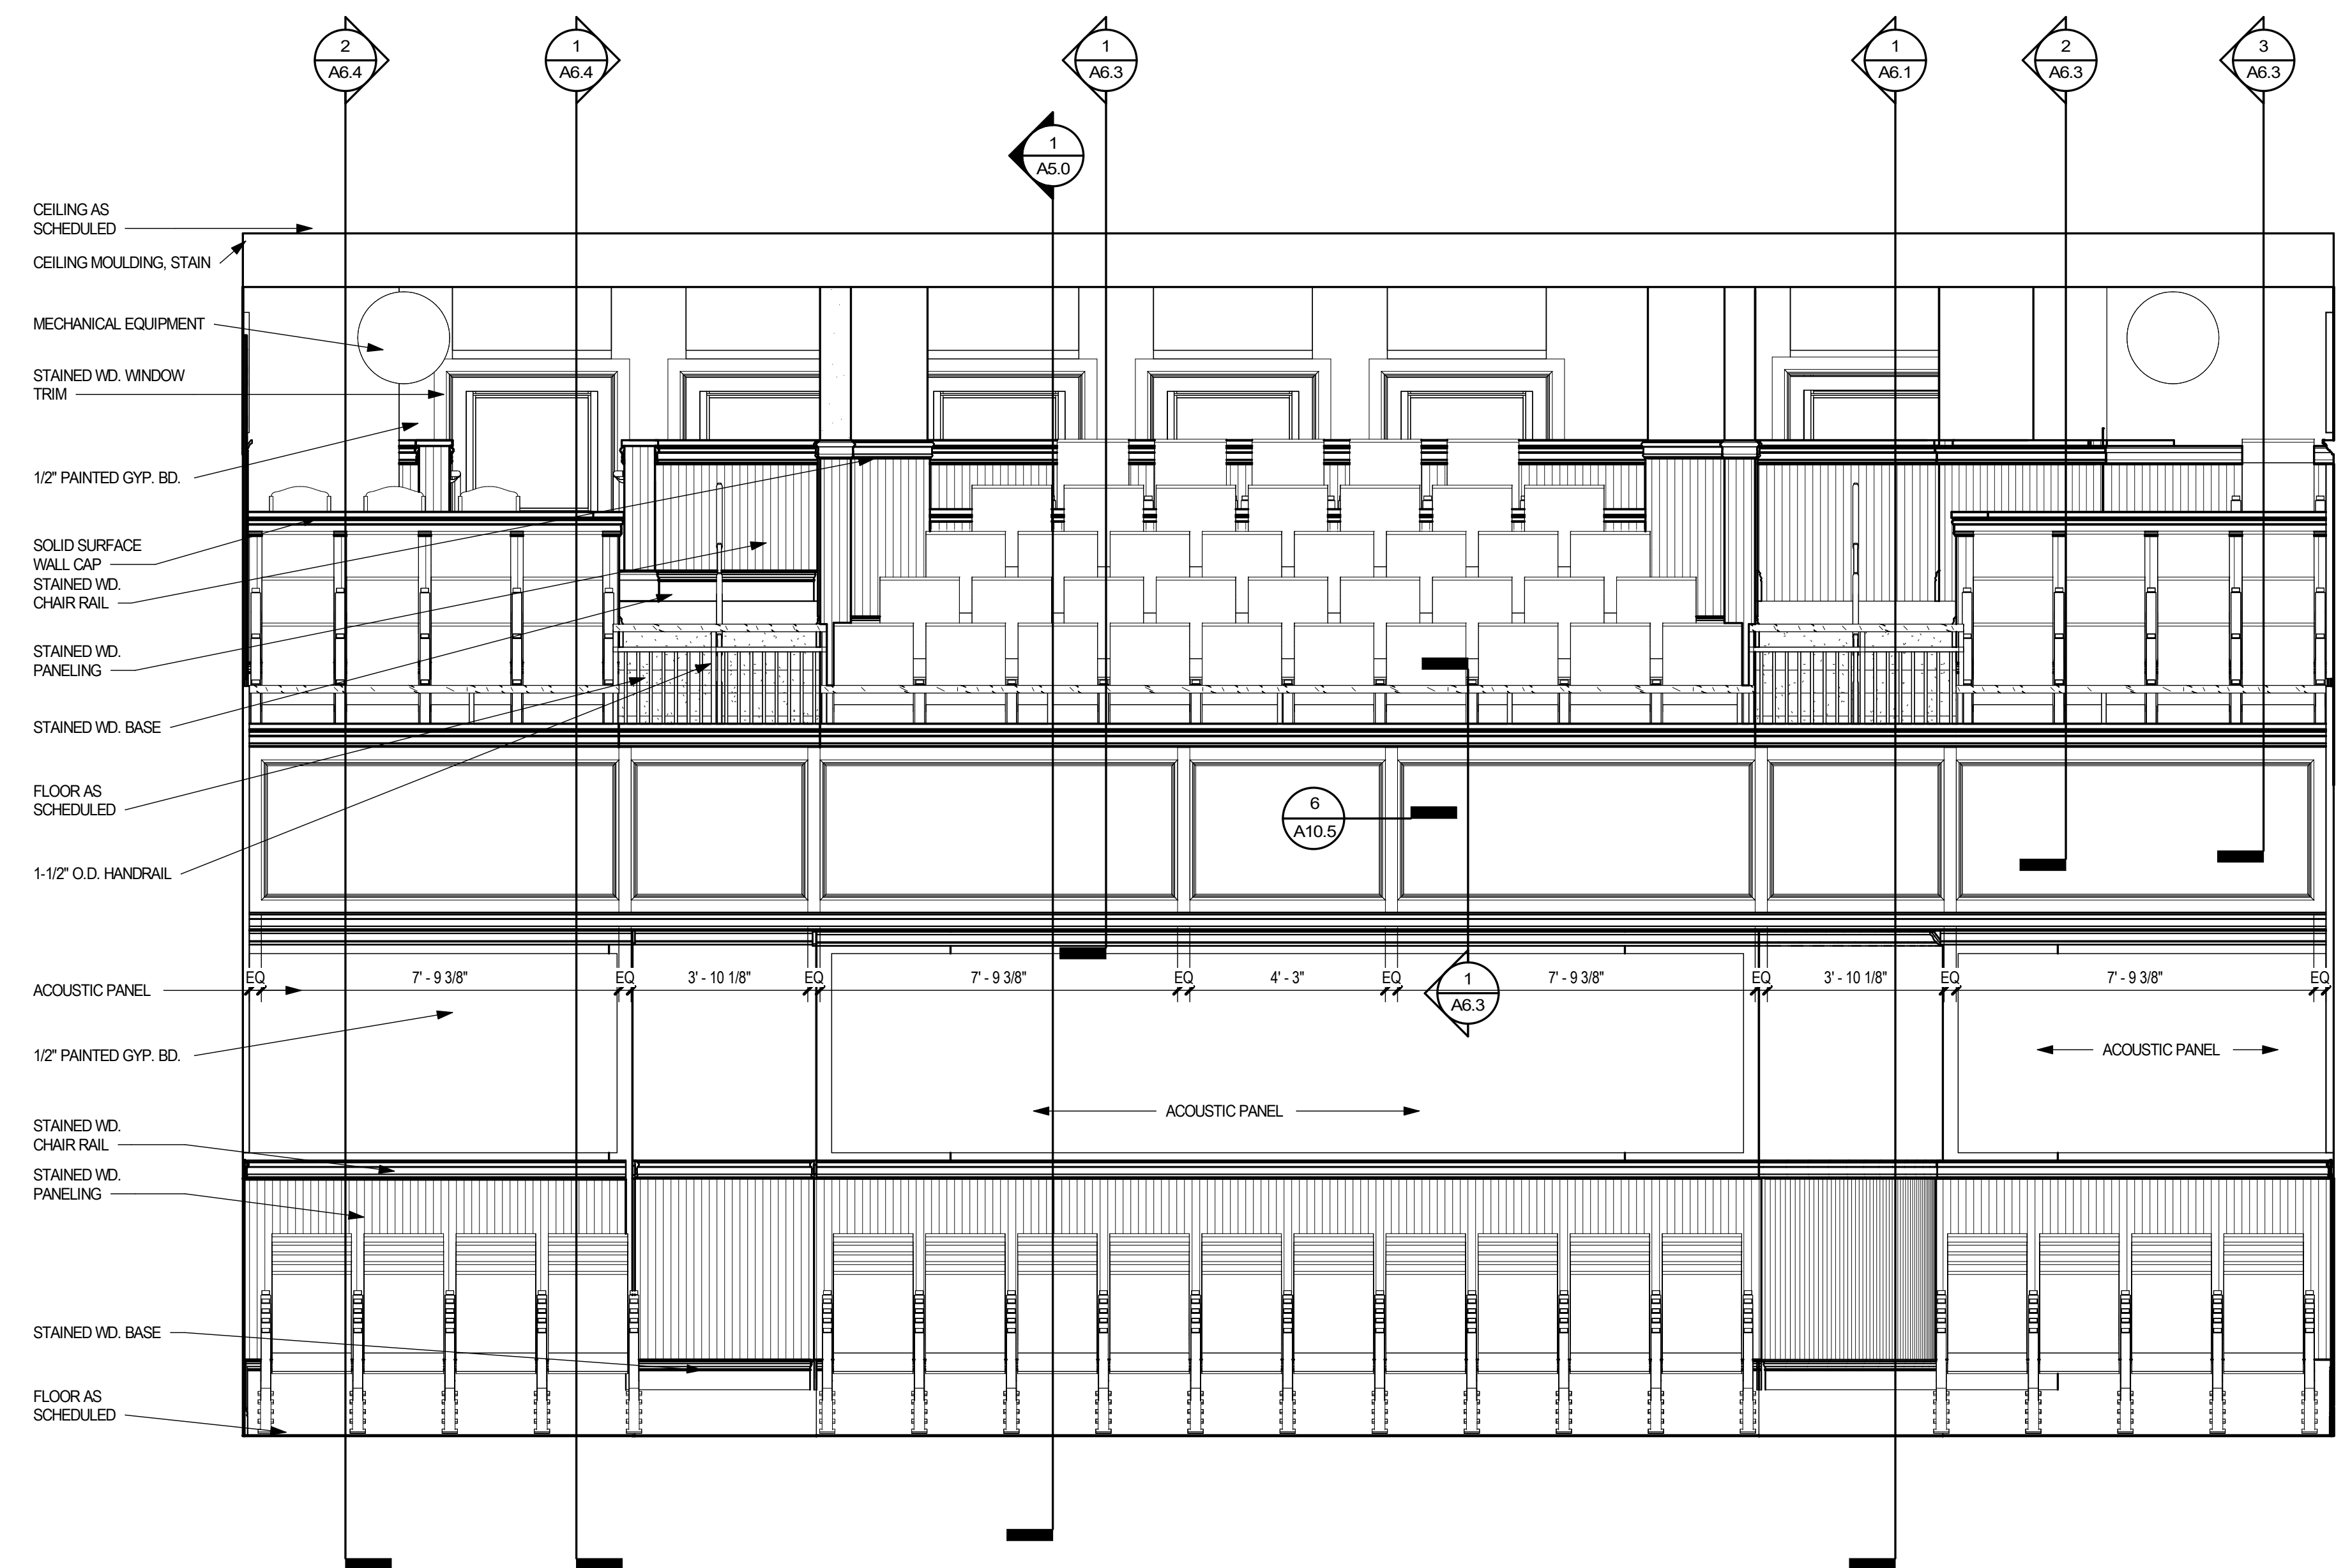 2
A6.4
1
A6.4
1
A6.3
1
A6.1
2
A6.3
3
A6.3
1
A5.0
CEILING AS
SCHEDULED
CEILING MOULDING, STAIN
MECHANICAL EQUIPMENT
STAINED WD. WINDOW
TRIM
1/2" PAINTED GYP. BD.
SOLID SURFACE
WALL CAP
STAINED WD.
CHAIR RAIL
STAINED WD.
PANELING
STAINED WD. BASE
FLOOR AS
SCHEDULED
1-1/2" O.D. HANDRAIL
6
A10.5
ACOUSTIC PANEL
EQ 7' - 9 3/8" EQ 3' - 10 1/8" EQ 7' - 9 3/8" EQ 4' - 3" EQ 7' - 9 3/8" EQ 3' - 10 1/8" EQ 7' - 9 3/8" EQ
1
A6.3
1/2" PAINTED GYP. BD.
ACOUSTIC PANEL
ACOUSTIC PANEL
STAINED WD.
CHAIR RAIL
STAINED WD.
PANELING
STAINED WD. BASE
FLOOR AS
SCHEDULED